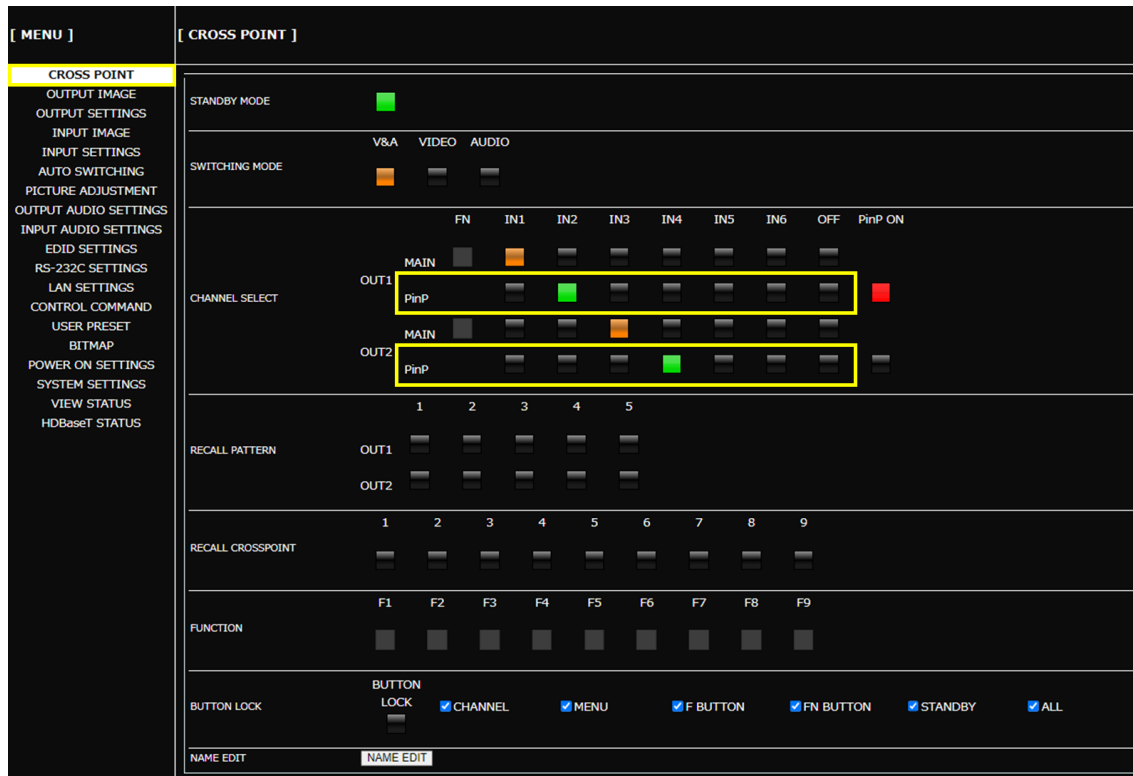 [ MENU ]
[ CROSS POINT ]
CROSS POINT
OUTPUT IMAGE
OUTPUT SETTINGS
INPUT IMAGE
INPUT SETTINGS
AUTO SWITCHING
PICTURE ADJUSTMENT
OUTPUT AUDIO SETTINGS
INPUT AUDIO SETTINGS
EDID SETTINGS
RS-232C SETTINGS
LAN SETTINGS
CONTROL COMMAND
USER PRESET
BITMAP
POWER ON SETTINGS
SYSTEM SETTINGS
VIEW STATUS
HDBaseT STATUS
STANDBY MODE
V&A VIDEO AUDIO
SWITCHING MODE
FN IN1 IN2 IN3 IN4 IN5 IN6 OFF PinP ON
MAIN
OUT1
CHANNEL SELECT
PinP
MAIN
OUT2
PinP
1 2 3 4 5
RECALL PATTERN OUT1
OUT2
1 2 3 4 5 6 7 8 9
RECALL CROSSPOINT
F1 F2 F3 F4 F5 F6 F7 F8 F9
FUNCTION
BUTTON
LOCK
BUTTON LOCK CHANNEL MENU F BUTTON FN BUTTON STANDBY ALL
NAME EDIT NAME EDIT